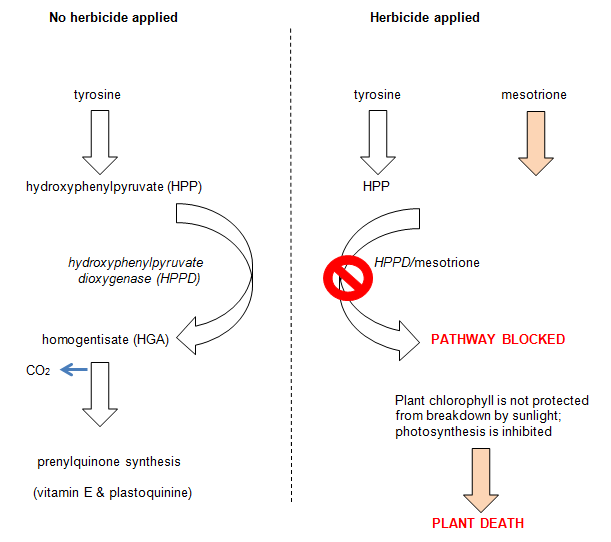 No herbicide applied
tyrosine
hydroxyphenylpyruvate (HPP)
hydroxyphenylpyruvate
dioxygenase (HPPD)
homogentisate (HGA)
CO2
prenylquinone synthesis
(vitamin E & plastoquinine)
Herbicide applied
tyrosine
mesotrione
HPP
HPPD/mesotrione
PATHWAY BLOCKED
Plant chlorophyll is not protected
from breakdown by sunlight;
photosynthesis is inhibited
PLANT DEATH